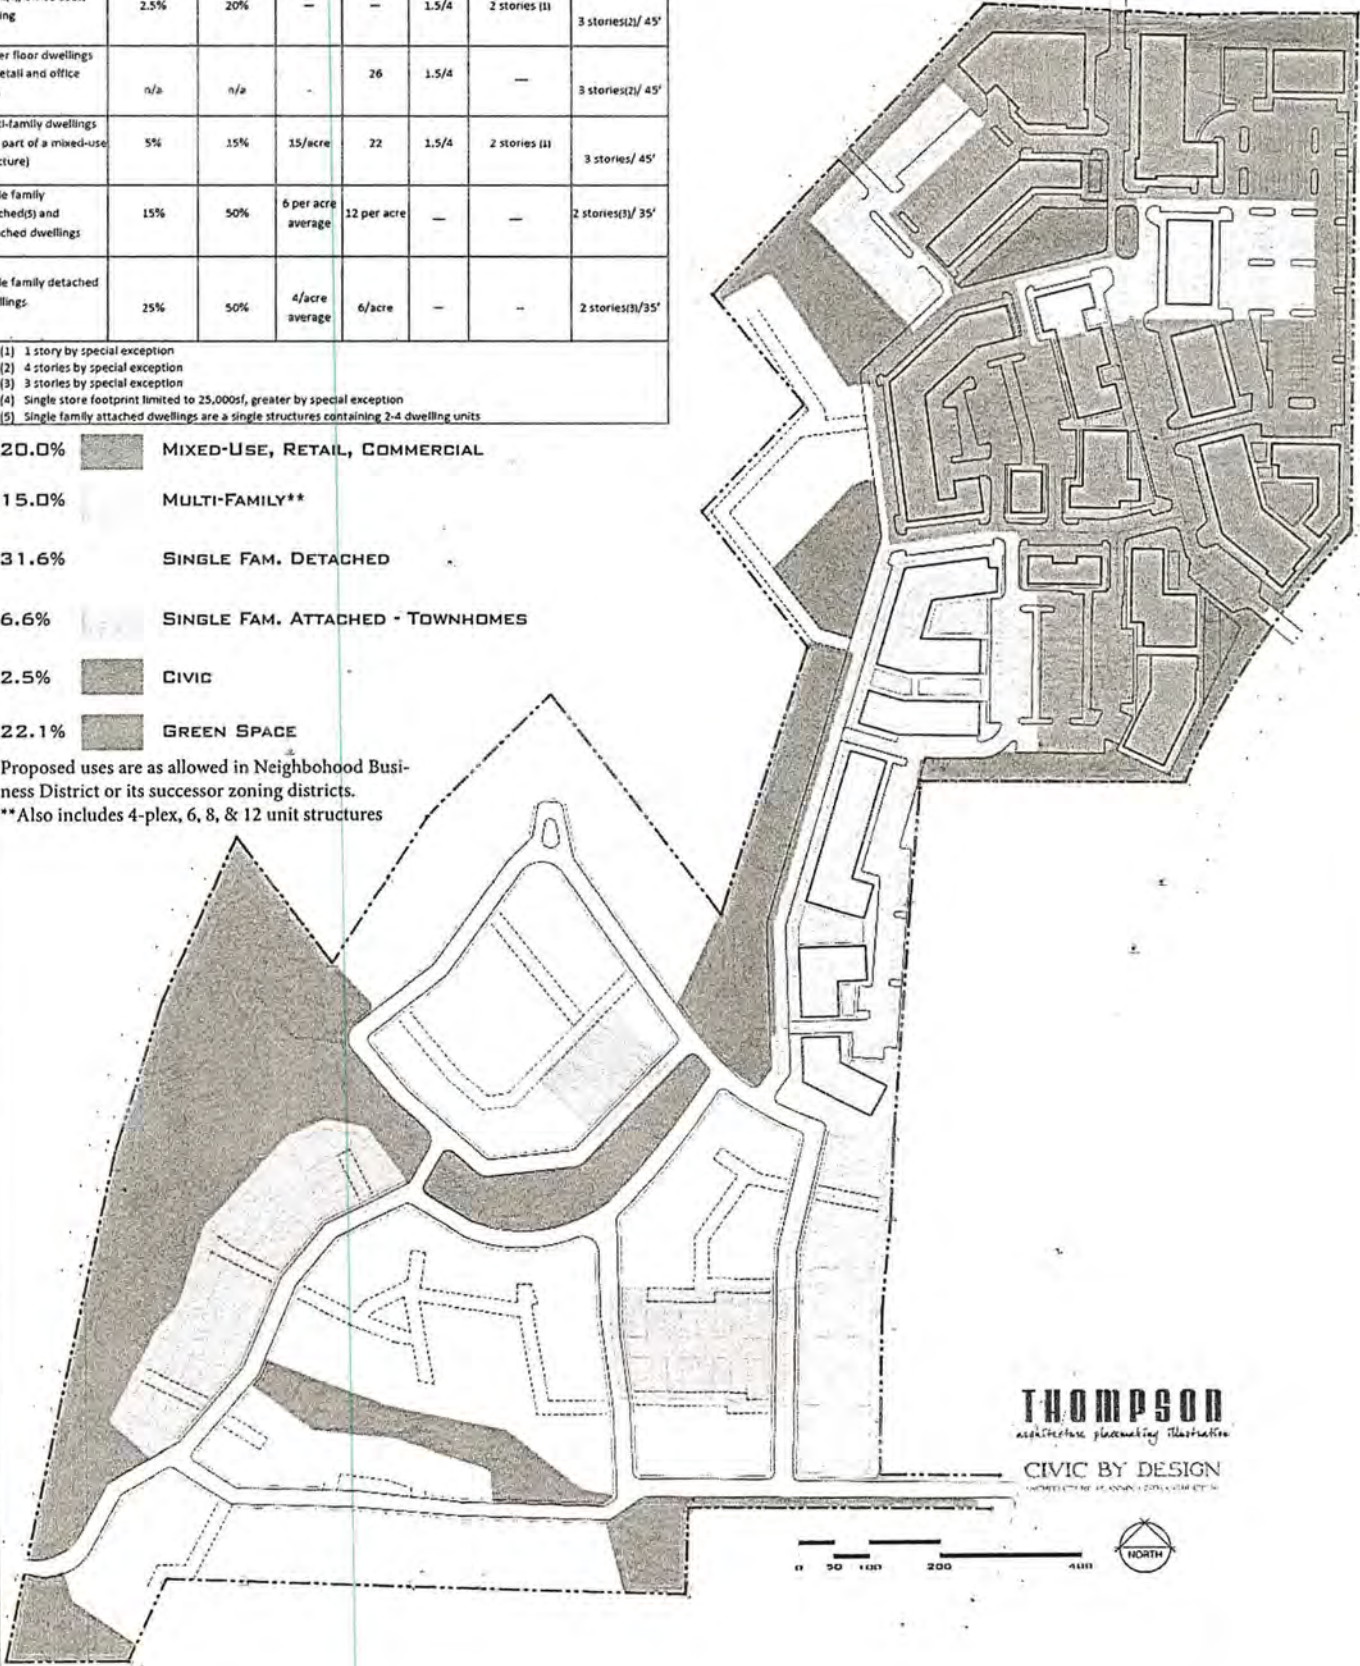 ing 2.5% 20% — — 1.5/4 2 stories (1) 3 stories(2)/ 45'
er floor dwellings
etail and office
n/a n/a - 26 1.5/4 — 3 stories(2)/ 45'
i-family dwellings
part of a mixed-use
cture)
5% 15% 15/acre 22 1.5/4 2 stories (1) 3 stories/ 45'
e family
ched(5) and
ched dwellings
15% 50% 6 per acre average 12 per acre — — 2 stories(3)/ 35'
e family detached
llings
25% 50% 4/acre average 6/acre — -- 2 stories(3)/35'
(1) 1 story by special exception
(2) 4 stories by special exception
(3) 3 stories by special exception
(4) Single store footprint limited to 25,000sf, greater by special exception
(5) Single family attached dwellings are a single structures containing 2-4 dwelling units
20.0% MIXED-USE, RETAIL, COMMERCIAL
15.0% MULTI-FAMILY**
31.6% SINGLE FAM. DETACHED
6.6% SINGLE FAM. ATTACHED - TOWNHOMES
2.5% CIVIC
22.1% GREEN SPACE
Proposed uses are as allowed in Neighbohood Busi-
ness District or its successor zoning districts.
**Also includes 4-plex, 6, 8, & 12 unit structures
THOMPSON
architecture placemaking illustration
CIVIC BY DESIGN
0 50 100 200 400
NORTH